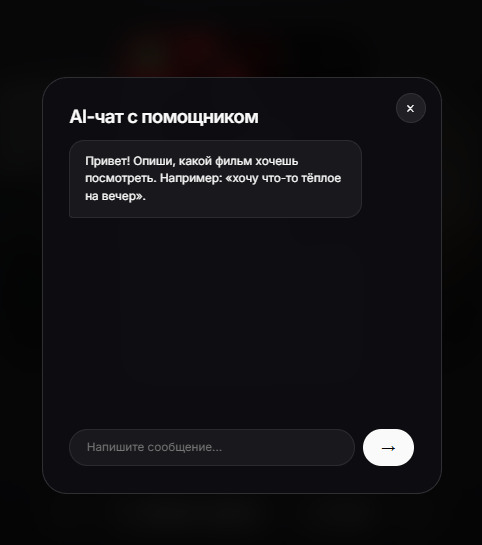 AI-чат с помощником
×
Привет! Опиши, какой фильм хочешь
посмотреть. Например: «хочу что-то тёплое
на вечер».
Напишите сообщение...
→